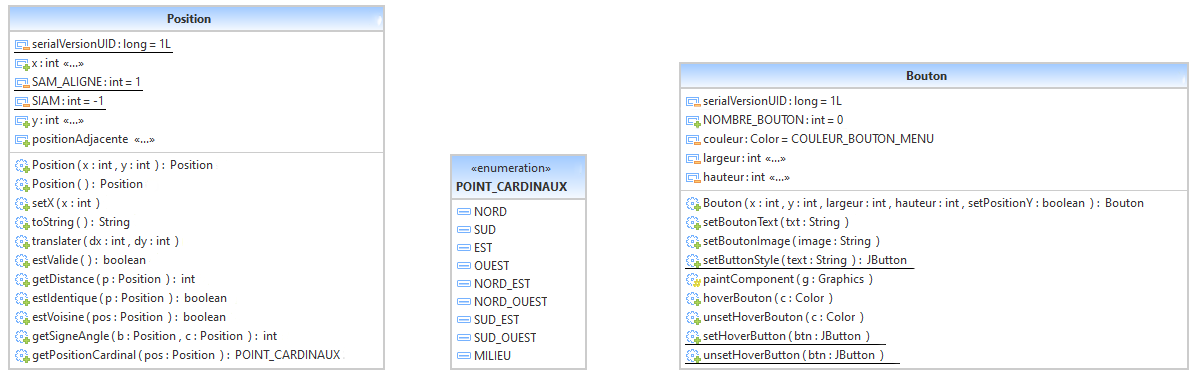 Position
serialVersionUID : long = 1L
x : int «...»
SAM_ALIGNE : int = 1
SIAM : int = -1
y : int «...»
positionAdjacente «...»
Position ( x : int , y : int ) : Position
Position ( ) : Position
setX ( x : int )
toString ( ) : String
translater ( dx : int , dy : int )
estValide ( ) : boolean
getDistance ( p : Position ) : int
estIdentique ( p : Position ) : boolean
estVoisine ( pos : Position ) : boolean
getSigneAngle ( b : Position , c : Position ) : int
getPositionCardinal ( pos : Position ) : POINT_CARDINAUX
«enumeration»
POINT_CARDINAUX
NORD
SUD
EST
OUEST
NORD_EST
NORD_OUEST
SUD_EST
SUD_OUEST
MILIEU
Bouton
serialVersionUID : long = 1L
NOMBRE_BOUTON : int = 0
couleur : Color = COULEUR_BOUTON_MENU
largeur : int «...»
hauteur : int «...»
Bouton ( x : int , y : int , largeur : int , hauteur : int , setPositionY : boolean ) : Bouton
setBoutonText ( txt : String )
setBoutonImage ( image : String )
setButtonStyle ( text : String ) : JButton
paintComponent ( g : Graphics )
hoverBouton ( c : Color )
unsetHoverBouton ( c : Color )
setHoverButton ( btn : JButton )
unsetHoverButton ( btn : JButton )